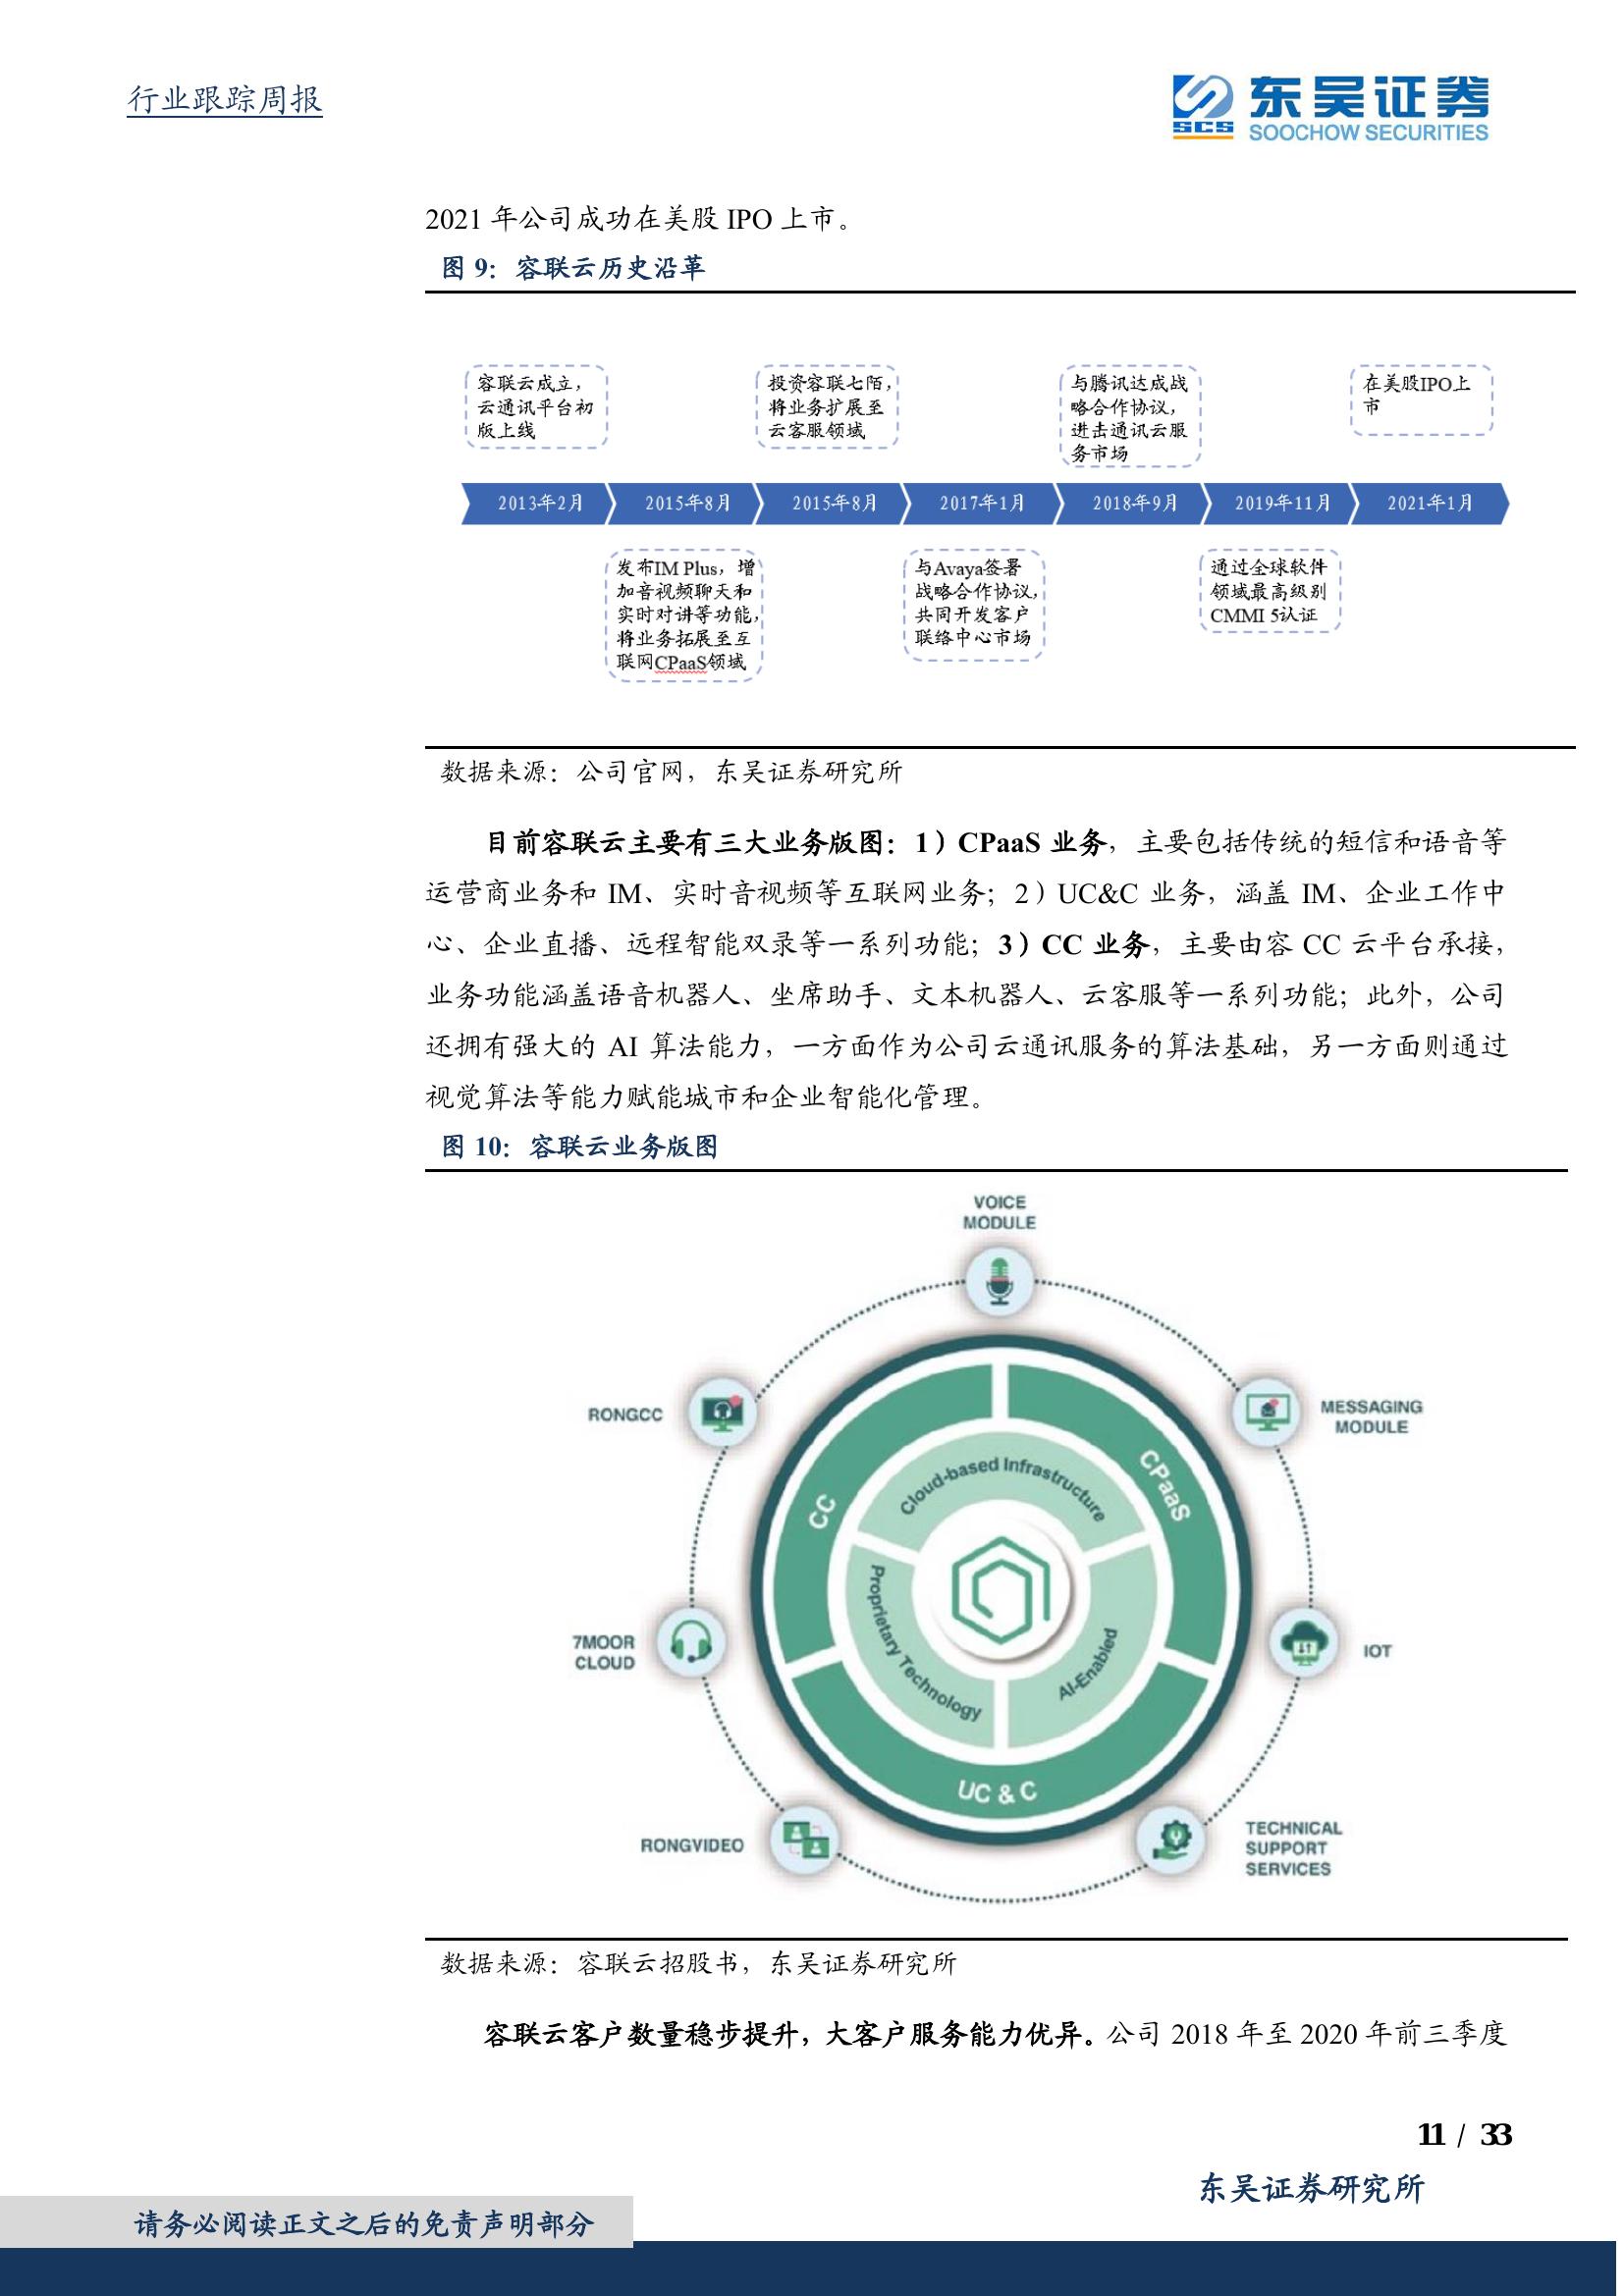 行业跟踪周报
SCS
东吴证券
SOOCHOW SECURITIES
2021 年公司成功在美股 IPO 上市。
图 9：容联云历史沿革
容联云成立，
云通讯平台初
版上线
投资容联七陌，
将业务扩展至
云客服领域
与腾讯达成战
略合作协议，
进击通讯云服
务市场
在美股IPO上
市
2013年2月
2015年8月
2015年8月
2017年1月
2018年9月
2019年11月
2021年1月
发布IM Plus，增
加音视频聊天和
实时对讲等功能，
将业务拓展至互
联网CPaaS领域
与Avaya签署
战略合作协议，
共同开发客户
联络中心市场
通过全球软件
领域最高级别
CMMI 5认证
数据来源：公司官网，东吴证券研究所
目前容联云主要有三大业务版图：1）CPaaS 业务，主要包括传统的短信和语音等
运营商业务和 IM、实时音视频等互联网业务；2）UC&C 业务，涵盖 IM、企业工作中
心、企业直播、远程智能双录等一系列功能；3）CC 业务，主要由容 CC 云平台承接，
业务功能涵盖语音机器人、坐席助手、文本机器人、云客服等一系列功能；此外，公司
还拥有强大的 AI 算法能力，一方面作为公司云通讯服务的算法基础，另一方面则通过
视觉算法等能力赋能城市和企业智能化管理。
图 10：容联云业务版图
VOICE
MODULE
RONGCC
MESSAGING
MODULE
CC
CPaaS
Cloud-based Infrastructure
Proprietary Technology
AI-Enabled
7MOOR
CLOUD
IOT
UC & C
RONGVIDEO
TECHNICAL
SUPPORT
SERVICES
数据来源：容联云招股书，东吴证券研究所
容联云客户数量稳步提升，大客户服务能力优异。公司 2018 年至 2020 年前三季度
11 / 33
东吴证券研究所
请务必阅读正文之后的免责声明部分